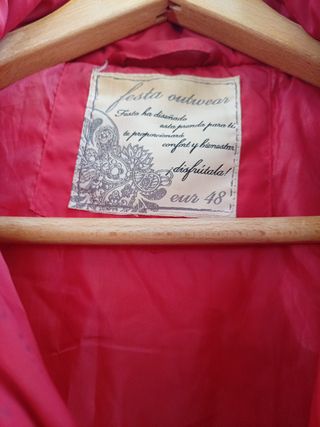 festa outwear
Festa ha diseñado
esta prenda para ti,
te proporcionará
confort y bienestar
¡disfrútala!
eur 48